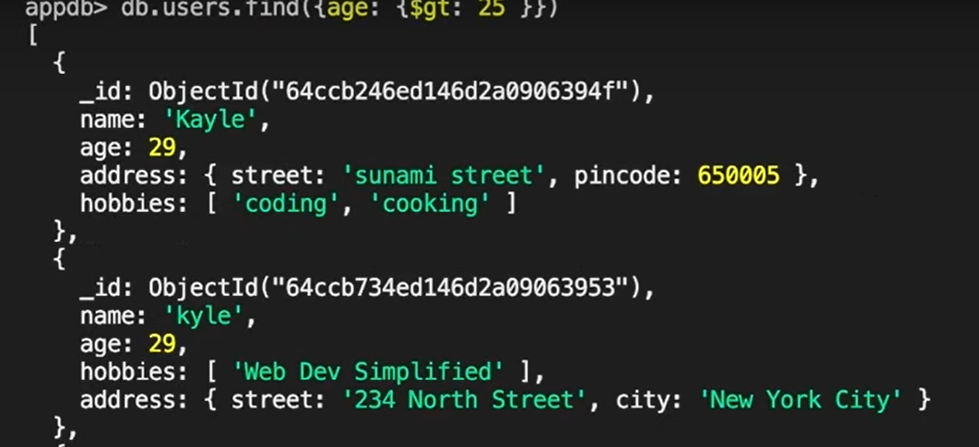 appdb> db.users.find({age: {$gt: 25 }})
[
  {
    _id: ObjectId("64ccb246ed146d2a0906394f"),
    name: 'Kayle',
    age: 29,
    address: { street: 'sunami street', pincode: 650005 },
    hobbies: [ 'coding', 'cooking' ]
  },
  {
    _id: ObjectId("64ccb734ed146d2a09063953"),
    name: 'kyle',
    age: 29,
    hobbies: [ 'Web Dev Simplified' ],
    address: { street: '234 North Street', city: 'New York City' }
  },
  {